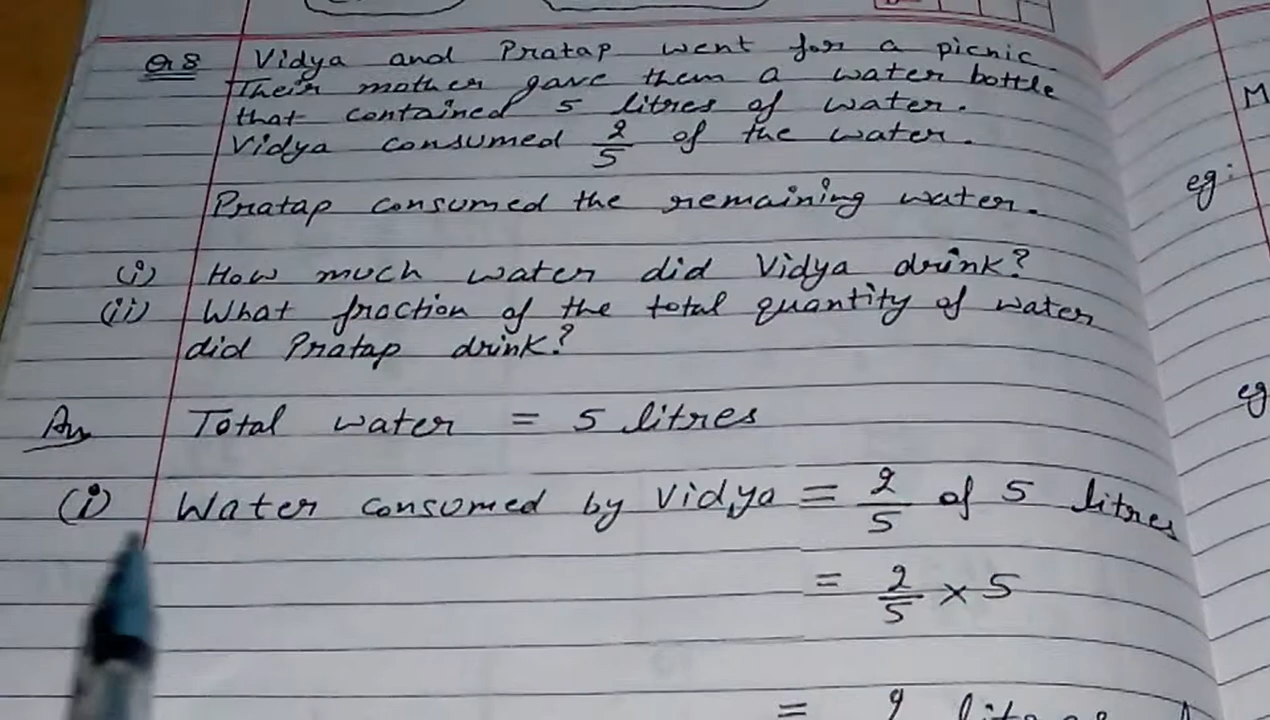 Q 8 Vidya and Pratap went for a picnic
Their mother gave them a water bottle
that contained 5 litres of water.
Vidya consumed 2/5 of the water.
Pratap consumed the remaining water.
(i) How much water did Vidya drink?
(ii) What fraction of the total quantity of water
did Pratap drink?
Ans Total water = 5 litres
(i) Water consumed by Vidya = 2/5 of 5 litres
= 2/5 × 5
= 2 litres
M
eg:
eg